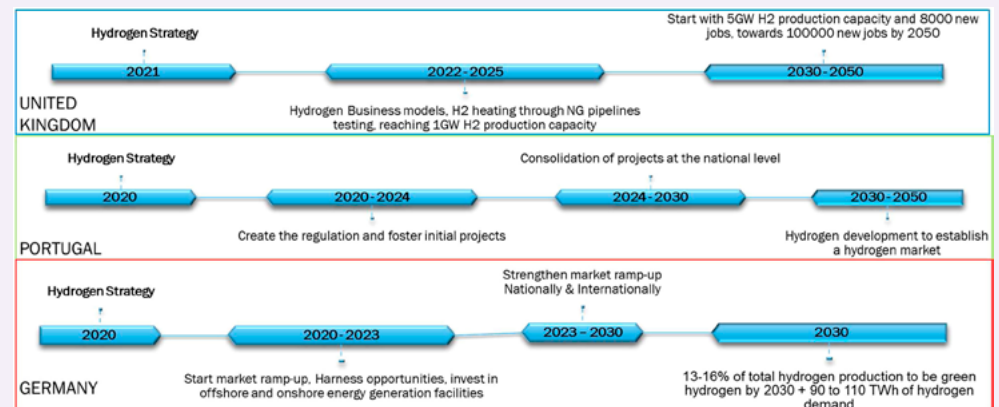 Start with 5GW H2 production capacity and 8000 new
jobs, towards 100000 new jobs by 2050
Hydrogen Strategy
2021
2022-2025
2030-2050
UNITED
KINGDOM
Hydrogen Business models, H2 heating through NG pipelines
testing, reaching 1GW H2 production capacity
Hydrogen Strategy
Consolidation of projects at the national level
2020
2020-2024
2024-2030
2030-2050
PORTUGAL
Create the regulation and foster initial projects
Hydrogen development to establish
a hydrogen market
Strengthen market ramp-up
Nationally & Internationally
Hydrogen Strategy
2020
2020-2023
2023 – 2030
2030
GERMANY
Start market ramp-up, Harness opportunities, invest in
offshore and onshore energy generation facilities
13-16% of total hydrogen production to be green
hydrogen by 2030 + 90 to 110 TWh of hydrogen
demand